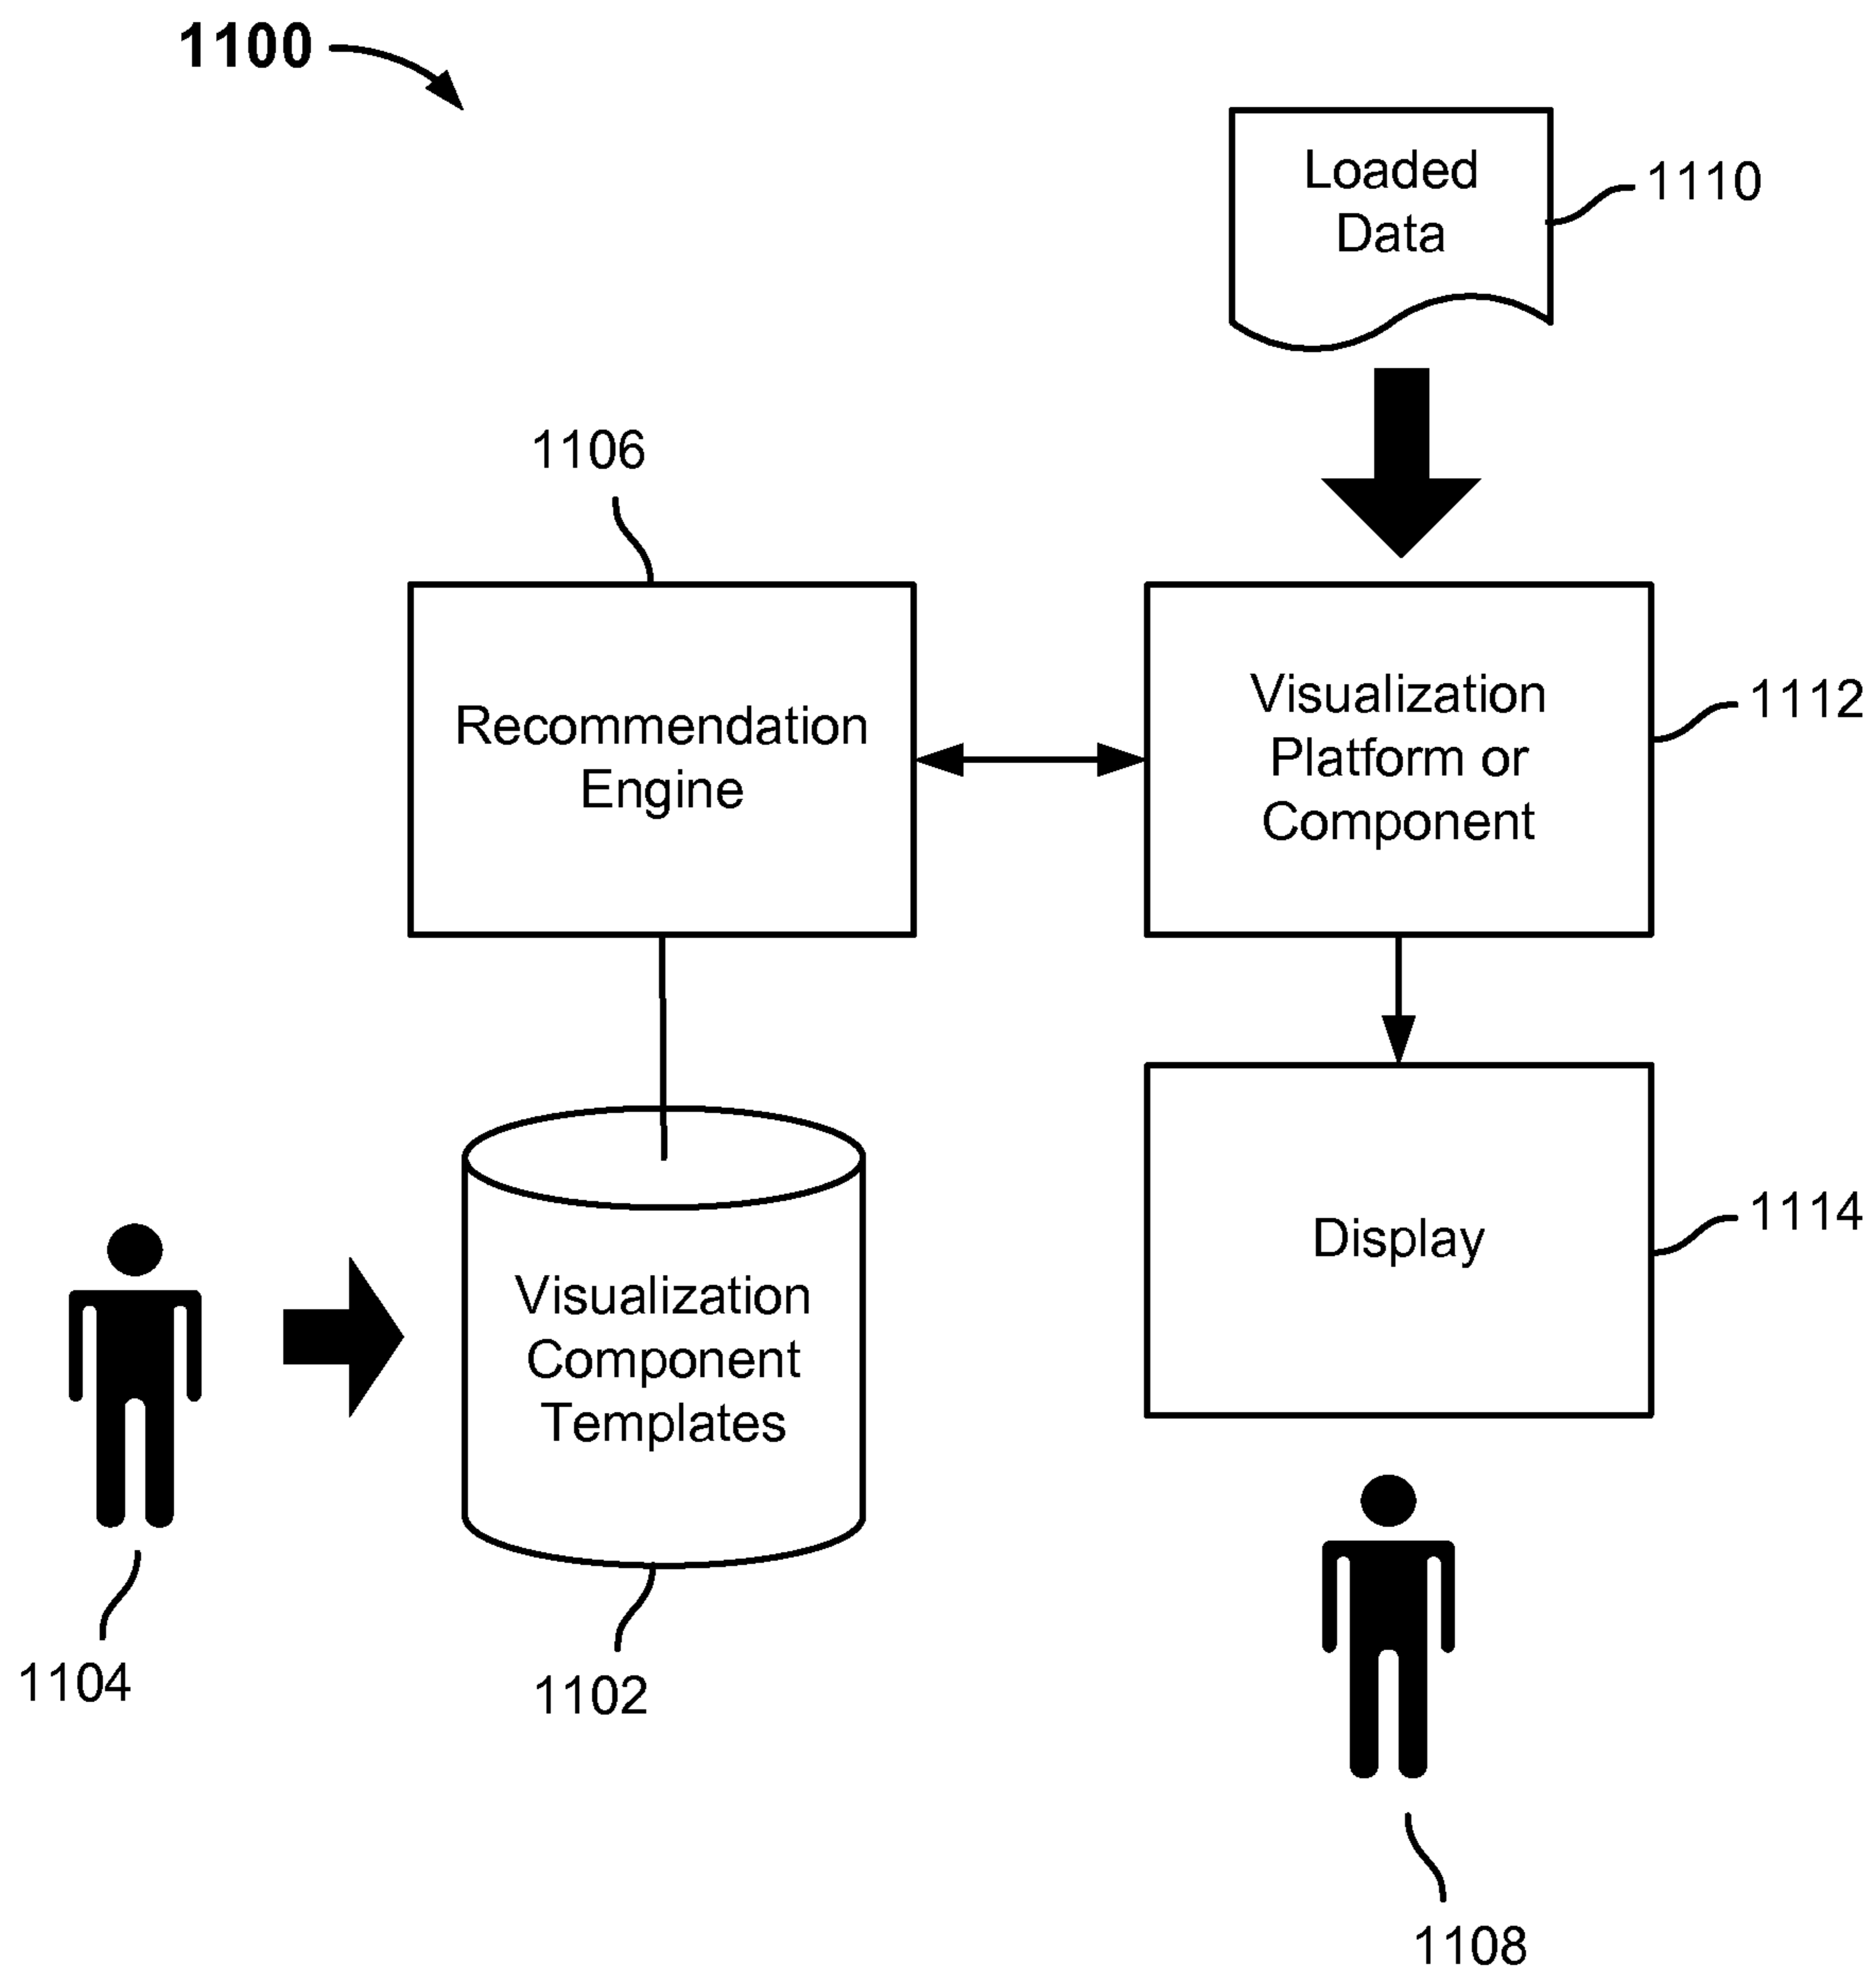 1100
Loaded
Data
1110
1106
Recommendation
Engine
Visualization
Platform or
Component
1112
Display
1114
Visualization
Component
Templates
1104
1102
1108